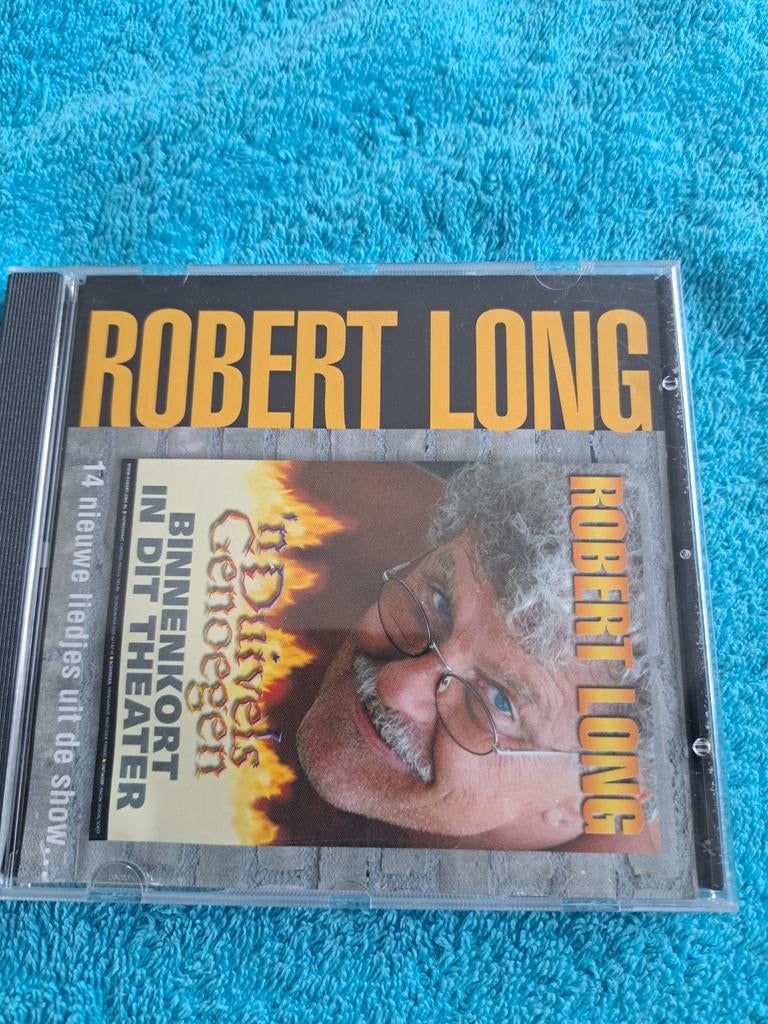 ROBERT LONG
ROBERT LONG
'n Duivels
Genoegen
BINNENKORT
IN DIT THEATER
14 nieuwe liedjes uit de show...